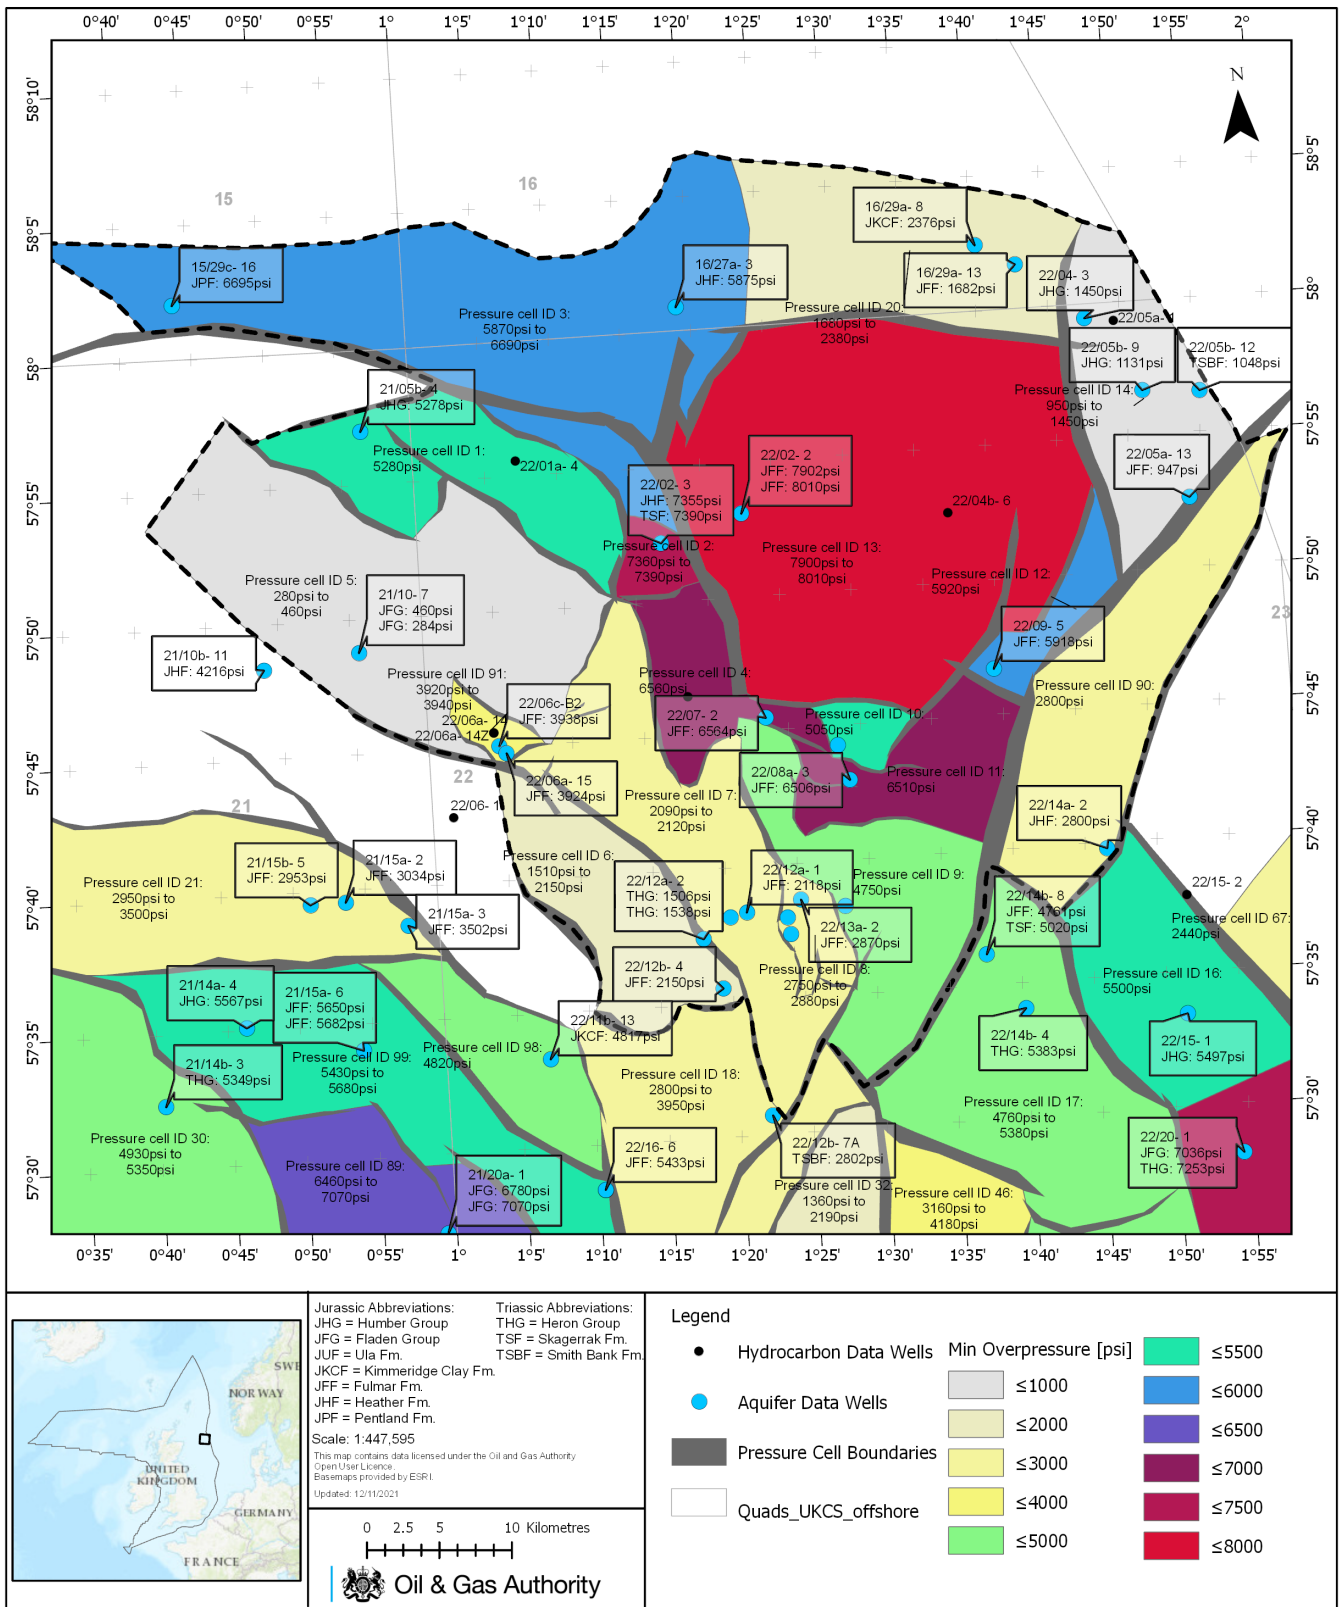 0°40' 0°45' 0°50' 0°55' 1° 1°5' 1°10' 1°15' 1°20' 1°25' 1°30' 1°35' 1°40' 1°45' 1°50' 1°55' 2°
58°10'
58°5'
58°
57°55'
57°50'
57°45'
57°40'
57°35'
57°30'
N
15
16
21
22
23
15/29c- 16
JPF: 6695psi
16/27a- 3
JHF: 5875psi
16/29a- 8
JKCF: 2376psi
16/29a- 13
JFF: 1682psi
22/04- 3
JHG: 1450psi
22/05a-
22/05b- 9
JHG: 1131psi
22/05b- 12
TSBF: 1048psi
22/05a- 13
JFF: 947psi
Pressure cell ID 3:
5870psi to
6690psi
Pressure cell ID 20:
1680psi to
2380psi
Pressure cell ID 14:
950psi to
1450psi
21/05b- 4
JHG: 5278psi
Pressure cell ID 1:
5280psi
22/01a- 4
22/02- 3
JHF: 7355psi
TSF: 7390psi
22/02- 2
JFF: 7902psi
JFF: 8010psi
22/04b- 6
Pressure cell ID 2:
7360psi to
7390psi
Pressure cell ID 13:
7900psi to
8010psi
Pressure cell ID 12:
5920psi
Pressure cell ID 5:
280psi to
460psi
21/10- 7
JFG: 460psi
JFG: 284psi
21/10b- 11
JHF: 4216psi
22/09- 5
JFF: 5918psi
Pressure cell ID 91:
3920psi to
3940psi
22/06a- 14
22/06a- 14Z
22/06c-B2
JFF: 3938psi
22/06a- 15
JFF: 3924psi
Pressure cell ID 4:
6560psi
22/07- 2
JFF: 6564psi
Pressure cell ID 10:
5050psi
22/08a- 3
JFF: 6506psi
Pressure cell ID 11:
6510psi
Pressure cell ID 90:
2800psi
22/14a- 2
JHF: 2800psi
22/06- 1
Pressure cell ID 7:
2090psi to
2120psi
Pressure cell ID 6:
1510psi to
2150psi
21/15b- 5
JFF: 2953psi
21/15a- 2
JFF: 3034psi
21/15a- 3
JFF: 3502psi
Pressure cell ID 21:
2950psi to
3500psi
22/12a- 2
THG: 1506psi
THG: 1538psi
22/12a- 1
JFF: 2118psi
22/13a- 2
JFF: 2870psi
Pressure cell ID 9:
4750psi
22/14b- 8
JFF: 4761psi
TSF: 5020psi
22/15- 2
Pressure cell ID 67:
2440psi
22/12b- 4
JFF: 2150psi
Pressure cell ID 8:
2750psi to
2880psi
Pressure cell ID 16:
5500psi
21/14a- 4
JHG: 5567psi
21/15a- 6
JFF: 5650psi
JFF: 5682psi
22/11b- 13
JKCF: 4817psi
22/14b- 4
THG: 5383psi
22/15- 1
JHG: 5497psi
21/14b- 3
THG: 5349psi
Pressure cell ID 99:
5430psi to
5680psi
Pressure cell ID 98:
4820psi
Pressure cell ID 18:
2800psi to
3950psi
Pressure cell ID 17:
4760psi to
5380psi
Pressure cell ID 30:
4930psi to
5350psi
Pressure cell ID 89:
6460psi to
7070psi
21/20a- 1
JFG: 6780psi
JFG: 7070psi
22/16- 6
JFF: 5433psi
22/12b- 7A
TSBF: 2802psi
22/20- 1
JFG: 7036psi
THG: 7253psi
Pressure cell ID 32:
1360psi to
2190psi
Pressure cell ID 46:
3160psi to
4180psi
58°5'
58°
57°55'
57°50'
57°45'
57°40'
57°35'
57°30'
0°35' 0°40' 0°45' 0°50' 0°55' 1° 1°5' 1°10' 1°15' 1°20' 1°25' 1°30' 1°35' 1°40' 1°45' 1°50' 1°55'
SWE
NORWAY
UNITED
KINGDOM
GERMANY
FRANCE
Jurassic Abbreviations:
JHG = Humber Group
JFG = Fladen Group
JUF = Ula Fm.
JKCF = Kimmeridge Clay Fm.
JFF = Fulmar Fm.
JHF = Heather Fm.
JPF = Pentland Fm.
Triassic Abbreviations:
THG = Heron Group
TSF = Skagerrak Fm.
TSBF = Smith Bank Fm.
Scale: 1:447,595
This map contains data licensed under the Oil and Gas Authority
Open User Licence.
Basemaps provided by ESRI.
Updated: 12/11/2021
0 2.5 5 10 Kilometres
Oil & Gas Authority
Legend
Hydrocarbon Data Wells
Aquifer Data Wells
Pressure Cell Boundaries
Quads_UKCS_offshore
Min Overpressure [psi]
≤1000
≤2000
≤3000
≤4000
≤5000
≤5500
≤6000
≤6500
≤7000
≤7500
≤8000